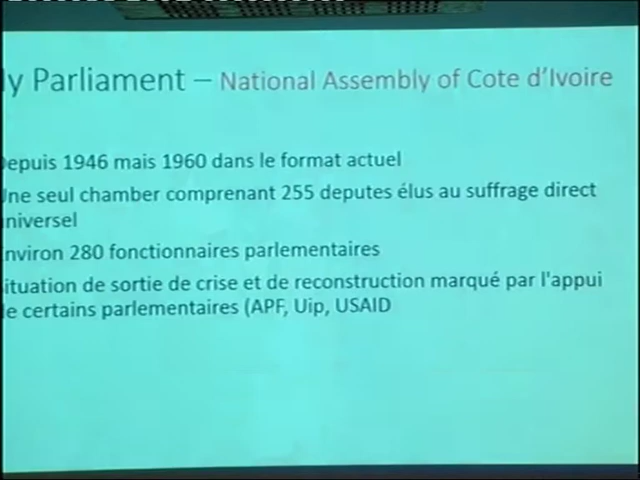 ly Parliament – National Assembly of Cote d'Ivoire
epuis 1946 mais 1960 dans le format actuel
Une seul chamber comprenant 255 deputes élus au suffrage direct
niversel
nviron 280 fonctionnaires parlementaires
ituation de sortie de crise et de reconstruction marqué par l'appui
e certains parlementaires (APF, Uip, USAID